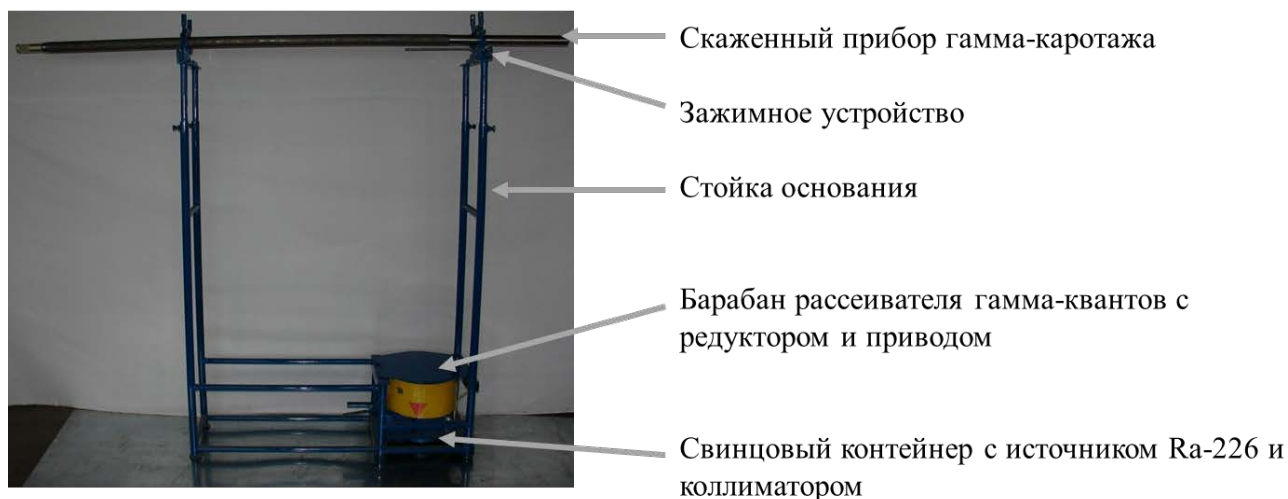 Скаженный прибор гамма-каротажа
Зажимное устройство
Стойка основания
Барабан рассеивателя гамма-квантов с
редуктором и приводом
Свинцовый контейнер с источником Ra-226 и
коллиматором